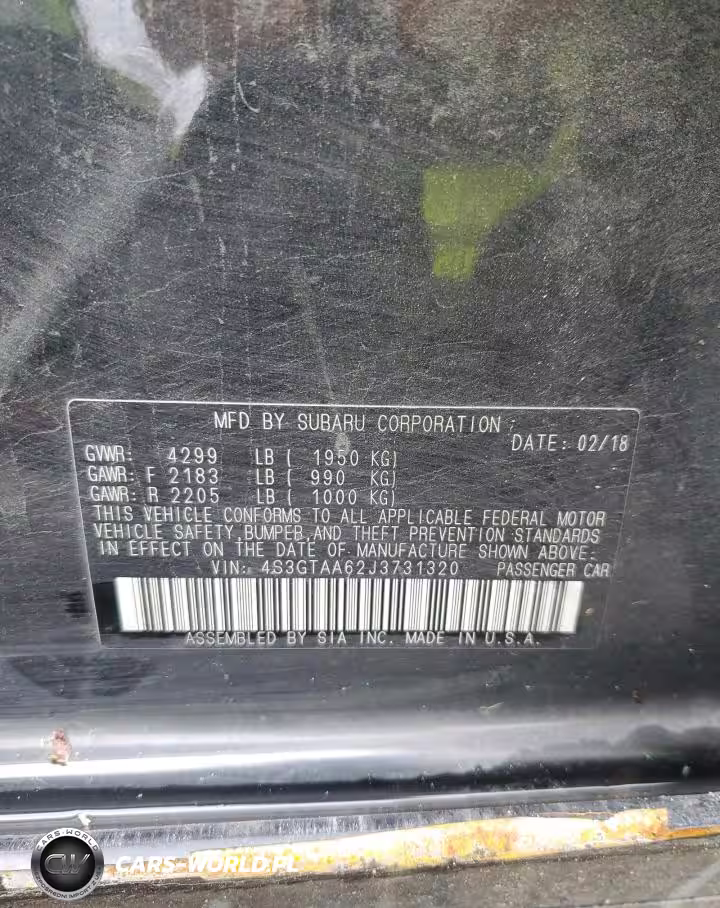 MFD BY SUBARU CORPORATION
DATE: 02/18
GVWR: 4299 LB ( 1950 KG)
GAWR: F 2183 LB ( 990 KG)
GAWR: R 2205 LB ( 1000 KG)
THIS VEHICLE CONFORMS TO ALL APPLICABLE FEDERAL MOTOR
VEHICLE SAFETY, BUMPER, AND THEFT PREVENTION STANDARDS
IN EFFECT ON THE DATE OF MANUFACTURE SHOWN ABOVE:
VIN: 4S3GTAA62J3731320 PASSENGER CAR
ASSEMBLED BY SIA INC. MADE IN U.S.A.
CARS-WORLD
CW
CARS-WORLD.PL